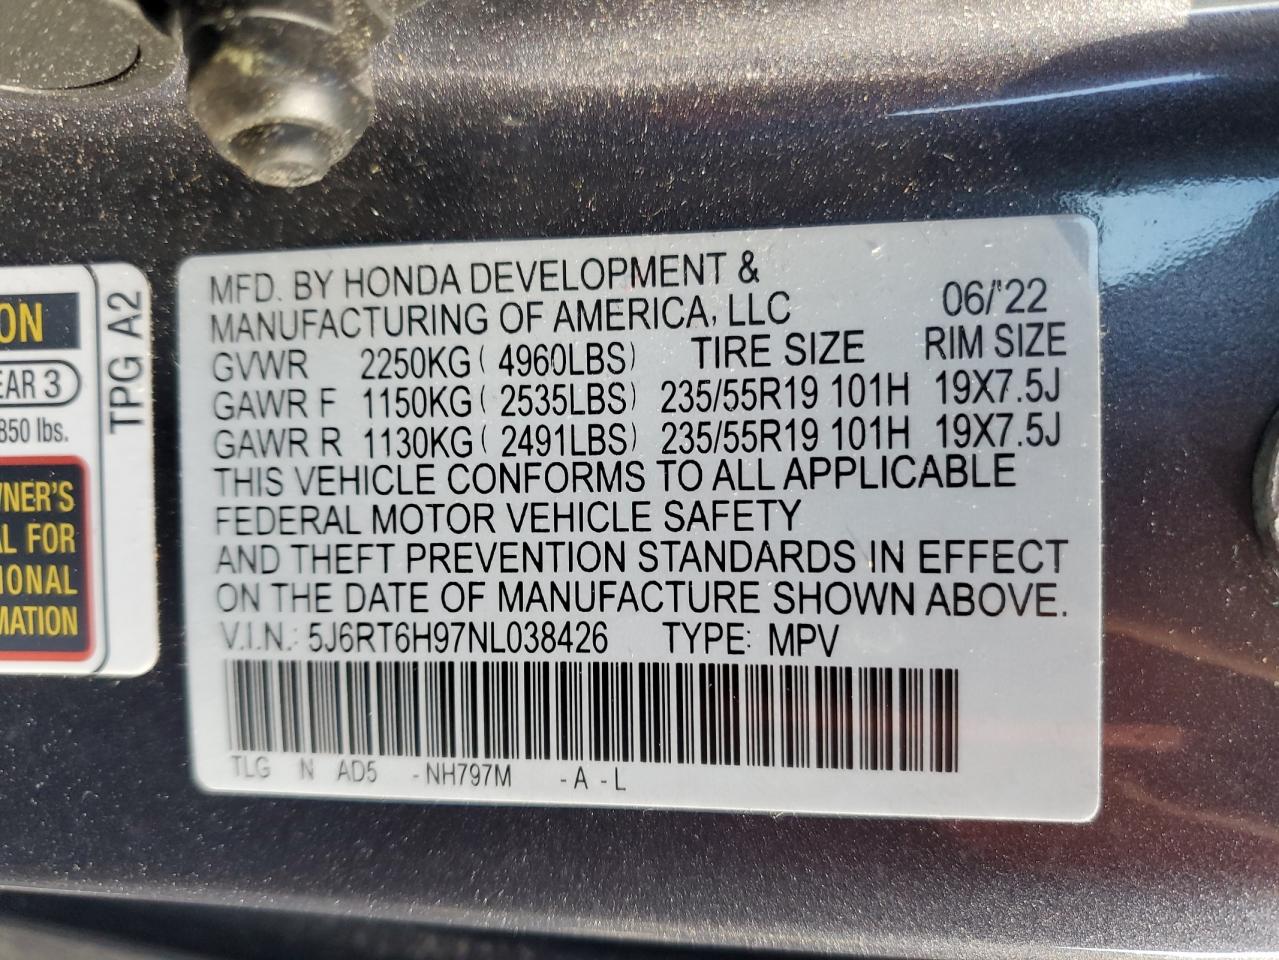 MFD. BY HONDA DEVELOPMENT &
MANUFACTURING OF AMERICA, LLC 06/'22
GVWR 2250KG ( 4960LBS) TIRE SIZE RIM SIZE
GAWR F 1150KG ( 2535LBS) 235/55R19 101H 19X7.5J
GAWR R 1130KG ( 2491LBS) 235/55R19 101H 19X7.5J
THIS VEHICLE CONFORMS TO ALL APPLICABLE
FEDERAL MOTOR VEHICLE SAFETY
AND THEFT PREVENTION STANDARDS IN EFFECT
ON THE DATE OF MANUFACTURE SHOWN ABOVE.
V.I.N.: 5J6RT6H97NL038426 TYPE: MPV
TLG N AD5 -NH797M -A -L
TPG A2
ON
EAR 3
850 lbs.
WNER'S
AL FOR
IONAL
MATION